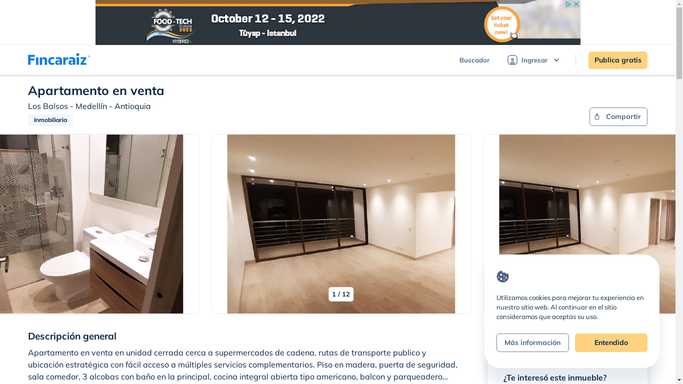 FOOD-TECH
October 12 - 15, 2022
Tüyap - Istanbul
Get your
ticket
now!
Fincaraiz
Buscador
Ingresar
Publica gratis
Apartamento en venta
Los Balsos - Medellín - Antioquia
Inmobiliaria
Compartir
1 / 12
Utilizamos cookies para mejorar tu experiencia en
nuestro sitio web. Al continuar en el sitio
consideramos que aceptas su uso.
Más información
Entendido
Descripción general
Apartamento en venta en unidad cerrada cerca a supermercados de cadena, rutas de transporte publico y
ubicación estratégica con fácil acceso a múltiples servicios complementarios. Piso en madera, puerta de seguridad,
sala comedor, 3 alcobas con baño en la principal, cocina integral abierta tipo americano, balcon y parqueadero...
¿Te interesó este inmueble?